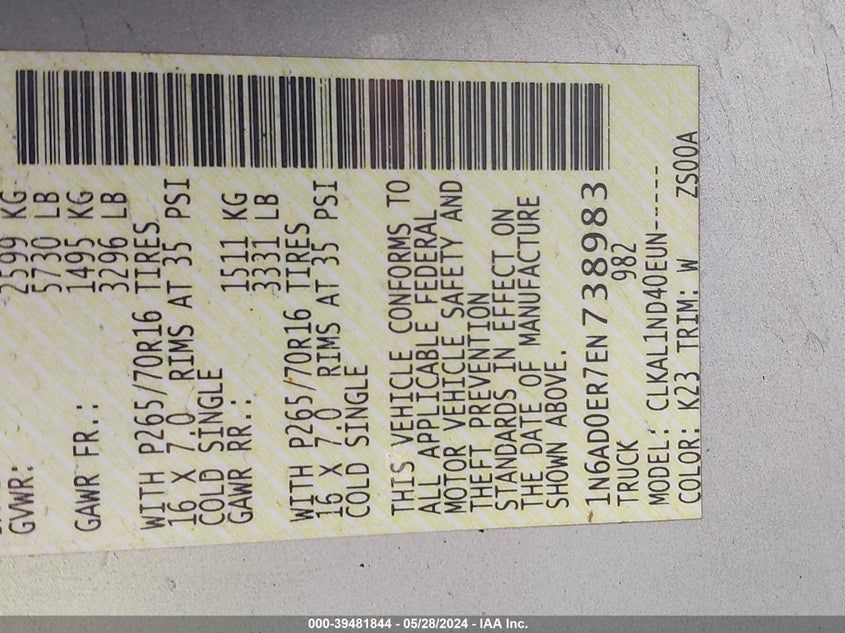 GVWR: 2599 KG
5730 LB
GAWR FR.: 1495 KG
3296 LB
WITH P265/70R16 TIRES
16 X 7.0 RIMS AT 35 PSI
COLD SINGLE
GAWR RR.: 1511 KG
3331 LB
WITH P265/70R16 TIRES
16 X 7.0 RIMS AT 35 PSI
COLD SINGLE
THIS VEHICLE CONFORMS TO
ALL APPLICABLE FEDERAL
MOTOR VEHICLE SAFETY AND
THEFT PREVENTION
STANDARDS IN EFFECT ON
THE DATE OF MANUFACTURE
SHOWN ABOVE.
1N6AD0ER7EN738983
TRUCK 982
MODEL: CLKAL1ND40EUN-----
COLOR: K23 TRIM: W ZS00A
000-39481844 - 05/28/2024 - IAA Inc.